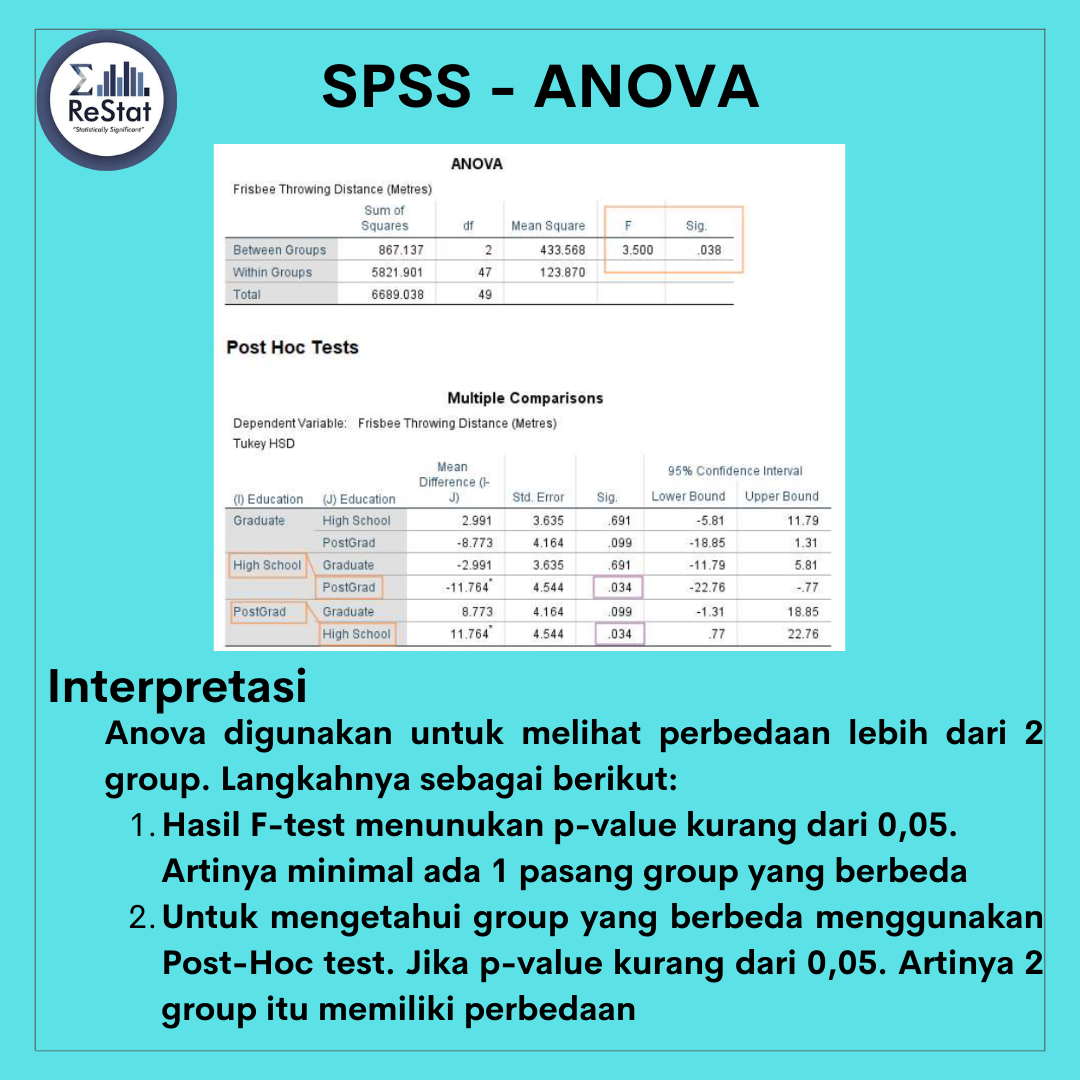 ReStat
"Statistically Significant"
SPSS - ANOVA
ANOVA
Frisbee Throwing Distance (Metres)
Sum of Squares df Mean Square F Sig.
Between Groups 867.137 2 433.568 3.500 .038
Within Groups 5821.901 47 123.870
Total 6689.038 49
Post Hoc Tests
Multiple Comparisons
Dependent Variable: Frisbee Throwing Distance (Metres)
Tukey HSD
95% Confidence Interval
(I) Education (J) Education Mean Difference (I-J) Std. Error Sig. Lower Bound Upper Bound
Graduate High School 2.991 3.635 .691 -5.81 11.79
PostGrad -8.773 4.164 .099 -18.85 1.31
High School Graduate -2.991 3.635 .691 -11.79 5.81
PostGrad -11.764* 4.544 .034 -22.76 -.77
PostGrad Graduate 8.773 4.164 .099 -1.31 18.85
High School 11.764* 4.544 .034 .77 22.76
Interpretasi
Anova digunakan untuk melihat perbedaan lebih dari 2
group. Langkahnya sebagai berikut:
1. Hasil F-test menunukan p-value kurang dari 0,05.
Artinya minimal ada 1 pasang group yang berbeda
2. Untuk mengetahui group yang berbeda menggunakan
Post-Hoc test. Jika p-value kurang dari 0,05. Artinya 2
group itu memiliki perbedaan